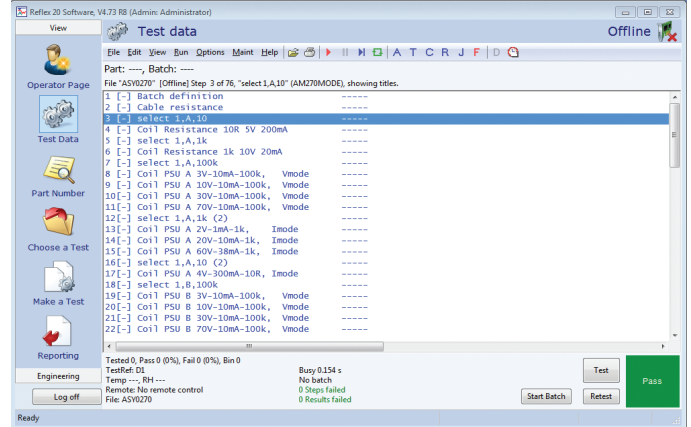 Reflex 20 Software, V4.73 R8 (Admin: Administrator)
View
Test data
Offline
File Edit View Run Options Maint Help A T C R J F D
Part: ----, Batch: ----
File "ASY0270" [Offline] Step 3 of 76, "select 1,A,10" (AM270MODE), showing titles.
Operator Page
Test Data
Part Number
Choose a Test
Make a Test
Reporting
Engineering
Log off
1 [-] Batch definition -----
2 [-] Cable resistance -----
3 [-] select 1,A,10 -----
4 [-] Coil Resistance 10R 5V 200mA -----
5 [-] select 1,A,1k -----
6 [-] Coil Resistance 1k 10V 20mA -----
7 [-] select 1,A,100k -----
8 [-] Coil PSU A 3V-10mA-100k, Vmode -----
9 [-] Coil PSU A 10V-10mA-100k, Vmode -----
10[-] Coil PSU A 30V-10mA-100k, Vmode -----
11[-] Coil PSU A 70V-10mA-100k, Vmode -----
12[-] select 1,A,1k (2) -----
13[-] Coil PSU A 2V-1mA-1k, Imode -----
14[-] Coil PSU A 20V-10mA-1k, Imode -----
15[-] Coil PSU A 60V-38mA-1k, Imode -----
16[-] select 1,A,10 (2) -----
17[-] Coil PSU A 4V-300mA-10R, Imode -----
18[-] select 1,B,100k -----
19[-] Coil PSU B 3V-10mA-100k, Vmode -----
20[-] Coil PSU B 10V-10mA-100k, Vmode -----
21[-] Coil PSU B 30V-10mA-100k, Vmode -----
22[-] Coil PSU B 70V-10mA-100k, Vmode -----
Tested 0, Pass 0 (0%), Fail 0 (0%), Bin 0
TestRef: D1 Busy 0.154 s
Temp ---, RH --- No batch
Remote: No remote control 0 Steps failed
File: ASY0270 0 Results failed
Test
Start Batch
Retest
Pass
Ready